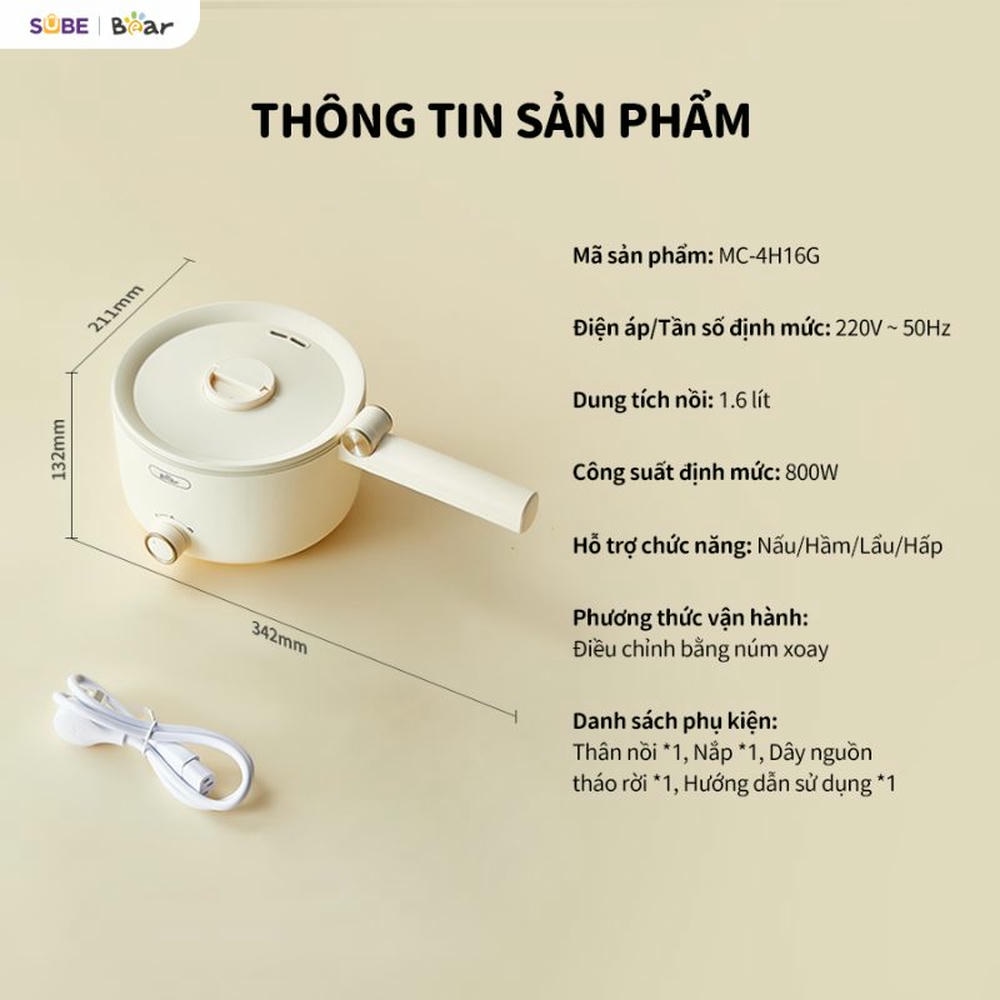 SUBE | Bear
THÔNG TIN SẢN PHẨM
Mã sản phẩm: MC-4H16G
Điện áp/Tần số định mức: 220V ~ 50Hz
Dung tích nồi: 1.6 lít
Công suất định mức: 800W
Hỗ trợ chức năng: Nấu/Hầm/Lẩu/Hấp
Phương thức vận hành:
Điều chỉnh bằng núm xoay
Danh sách phụ kiện:
Thân nồi *1, Nắp *1, Dây nguồn
tháo rời *1, Hướng dẫn sử dụng *1
211mm
132mm
Bear
342mm